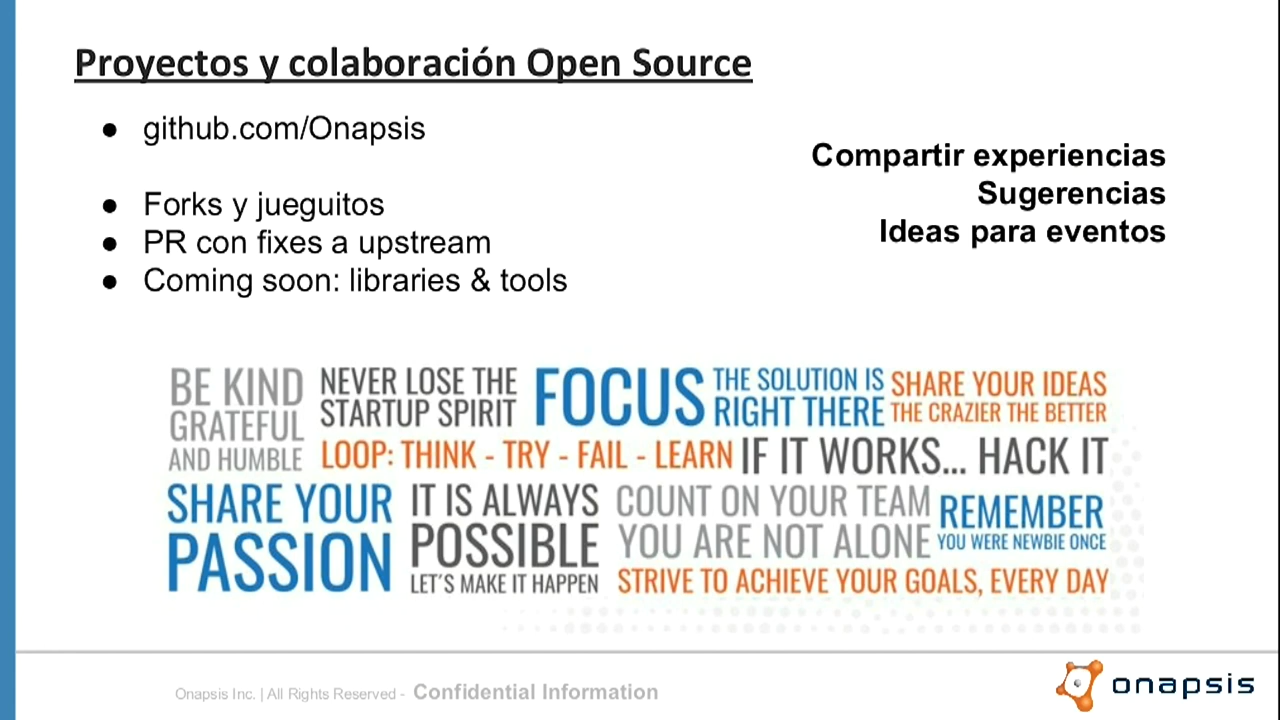 Proyectos y colaboración Open Source
● github.com/Onapsis
● Forks y jueguitos
● PR con fixes a upstream
● Coming soon: libraries & tools
Compartir experiencias
Sugerencias
Ideas para eventos
BE KIND
GRATEFUL
AND HUMBLE
NEVER LOSE THE
STARTUP SPIRIT
FOCUS
THE SOLUTION IS
RIGHT THERE
SHARE YOUR IDEAS
THE CRAZIER THE BETTER
LOOP: THINK - TRY - FAIL - LEARN
IF IT WORKS... HACK IT
SHARE YOUR
PASSION
IT IS ALWAYS
POSSIBLE
LET'S MAKE IT HAPPEN
COUNT ON YOUR TEAM
YOU ARE NOT ALONE
REMEMBER
YOU WERE NEWBIE ONCE
STRIVE TO ACHIEVE YOUR GOALS, EVERY DAY
Onapsis Inc. | All Rights Reserved - Confidential Information
onapsis